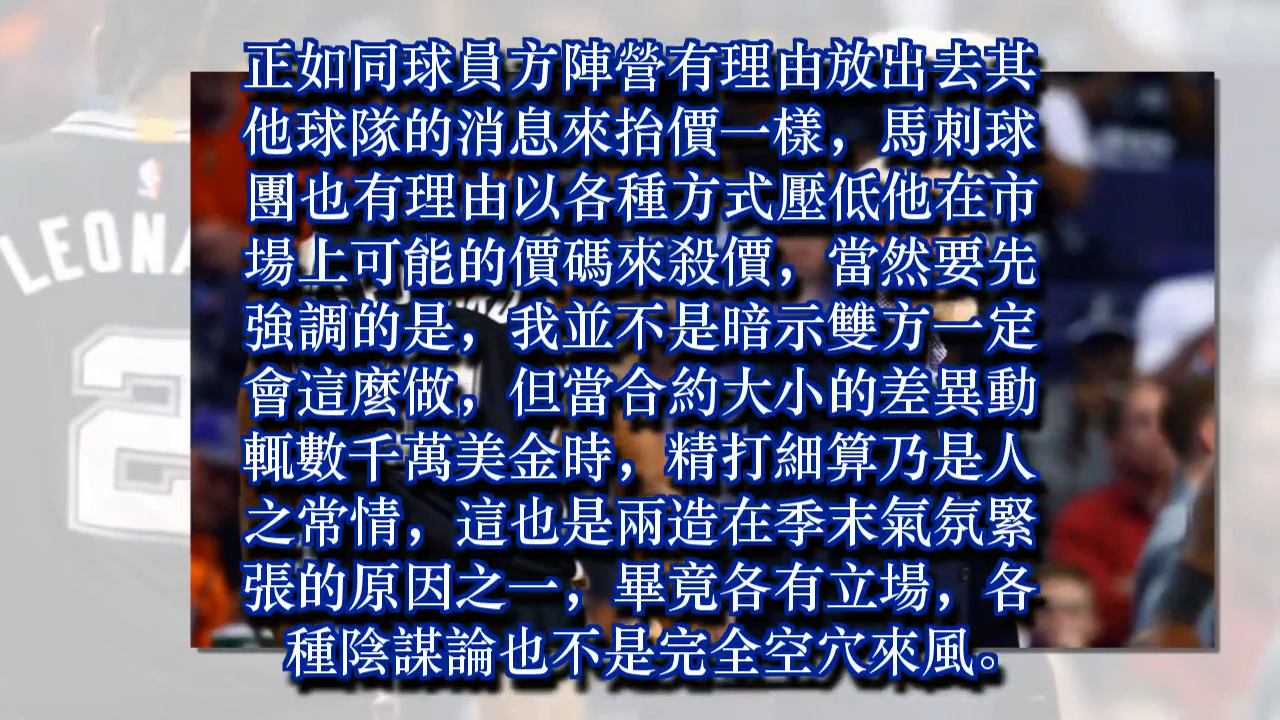 正如同球員方陣營有理由放出去其
他球隊的消息來抬價一樣，馬刺球
團也有理由以各種方式壓低他在市
場上可能的價碼來殺價，當然要先
強調的是，我並不是暗示雙方一定
會這麼做，但當合約大小的差異動
輒數千萬美金時，精打細算乃是人
之常情，這也是兩造在季末氣氛緊
張的原因之一，畢竟各有立場，各
種陰謀論也不是完全空穴來風。
LEONA
2